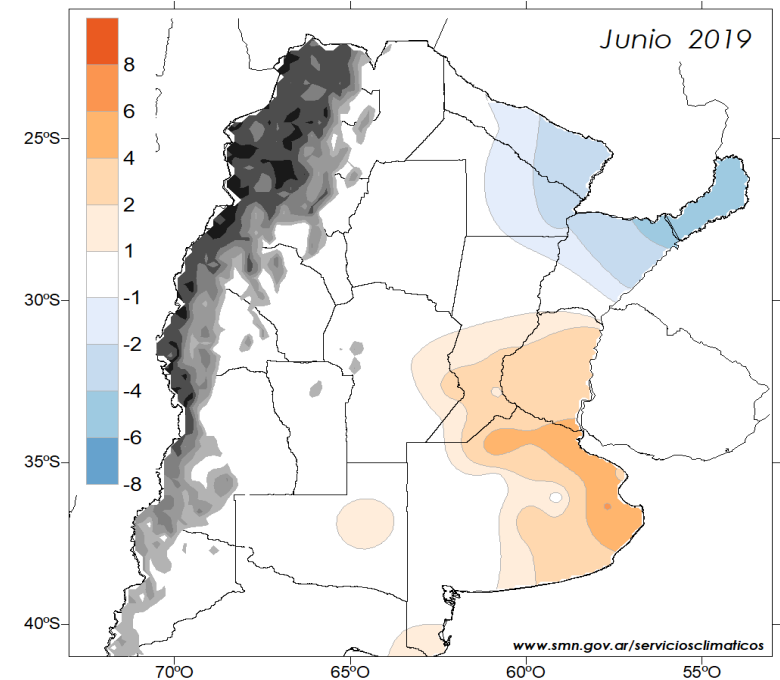 Junio 2019
8
6
4
2
1
-1
-2
-4
-6
-8
25ºS
30ºS
35ºS
40ºS
www.smn.gov.ar/serviciosclimaticos
70ºO
65ºO
60ºO
55ºO